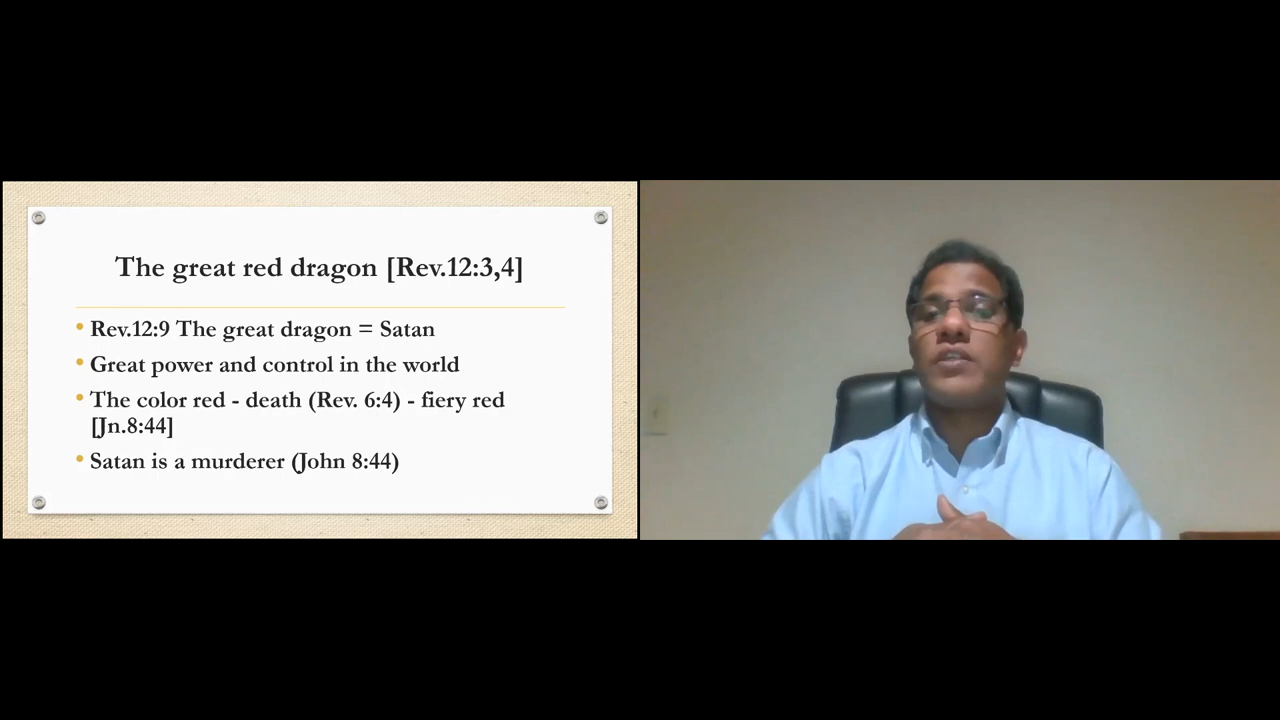 The great red dragon [Rev.12:3,4]
Rev.12:9 The great dragon = Satan
Great power and control in the world
The color red - death (Rev. 6:4) - fiery red
[Jn.8:44]
Satan is a murderer (John 8:44)